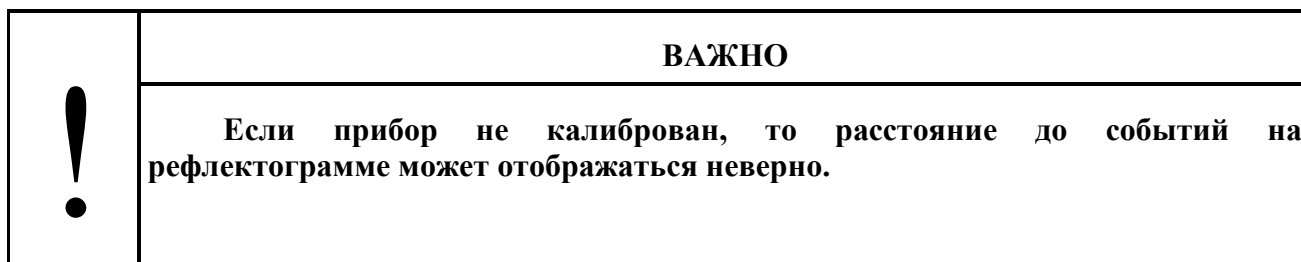 ВАЖНО
!
Если прибор не калиброван, то расстояние до событий на
рефлектограмме может отображаться неверно.